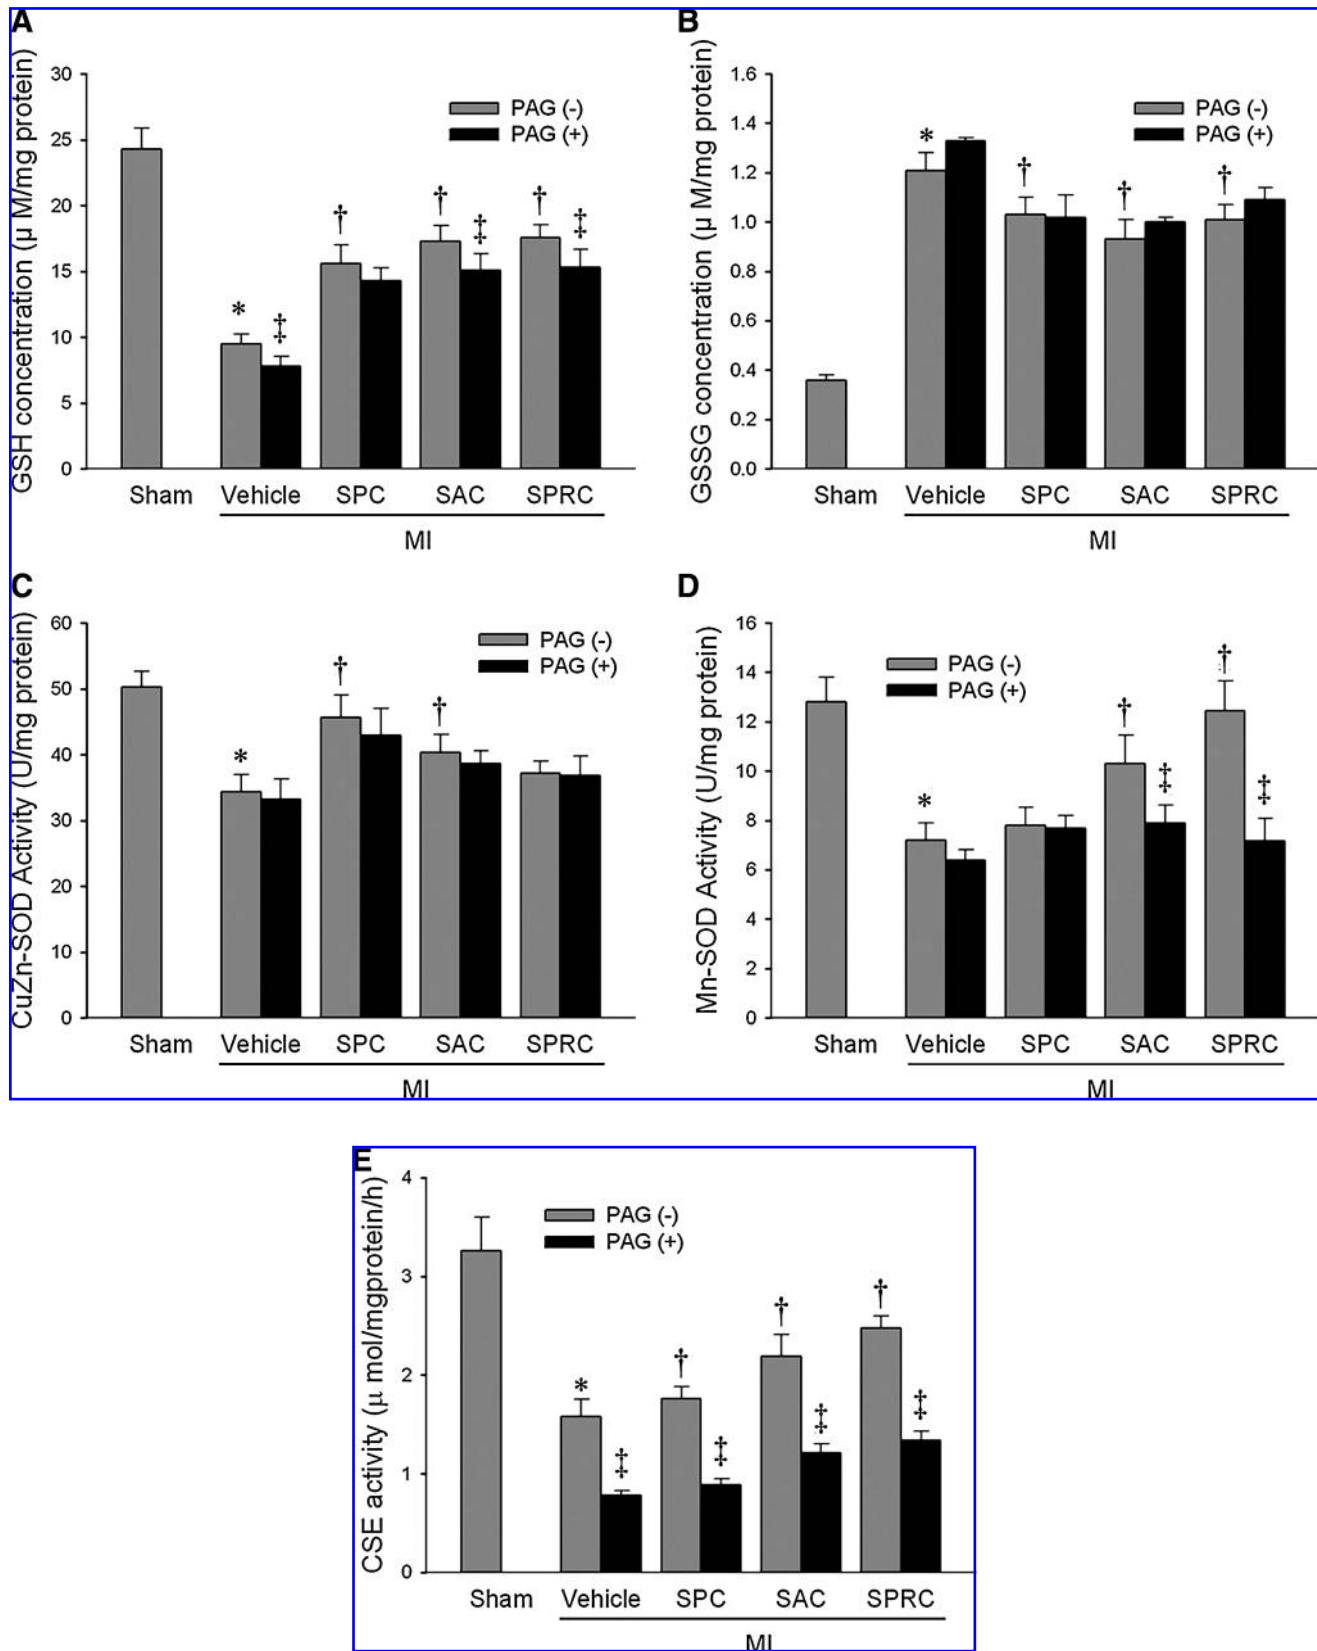 A
GSH concentration (μ M/mg protein)
30
25
20
15
10
5
0
PAG (-)
PAG (+)
*
‡
†
†
‡
†
‡
Sham Vehicle SPC SAC SPRC
MI
B
GSSG concentration (μ M/mg protein)
1.6
1.4
1.2
1.0
0.8
0.6
0.4
0.2
0.0
PAG (-)
PAG (+)
*
†
†
†
Sham Vehicle SPC SAC SPRC
MI
C
CuZn-SOD Activity (U/mg protein)
60
50
40
30
20
10
0
PAG (-)
PAG (+)
*
†
†
Sham Vehicle SPC SAC SPRC
MI
D
Mn-SOD Activity (U/mg protein)
16
14
12
10
8
6
4
2
0
PAG (-)
PAG (+)
*
†
‡
†
‡
Sham Vehicle SPC SAC SPRC
MI
E
CSE activity (μ mol/mgprotein/h)
4
3
2
1
0
PAG (-)
PAG (+)
*
‡
†
‡
†
‡
†
‡
Sham Vehicle SPC SAC SPRC
MI